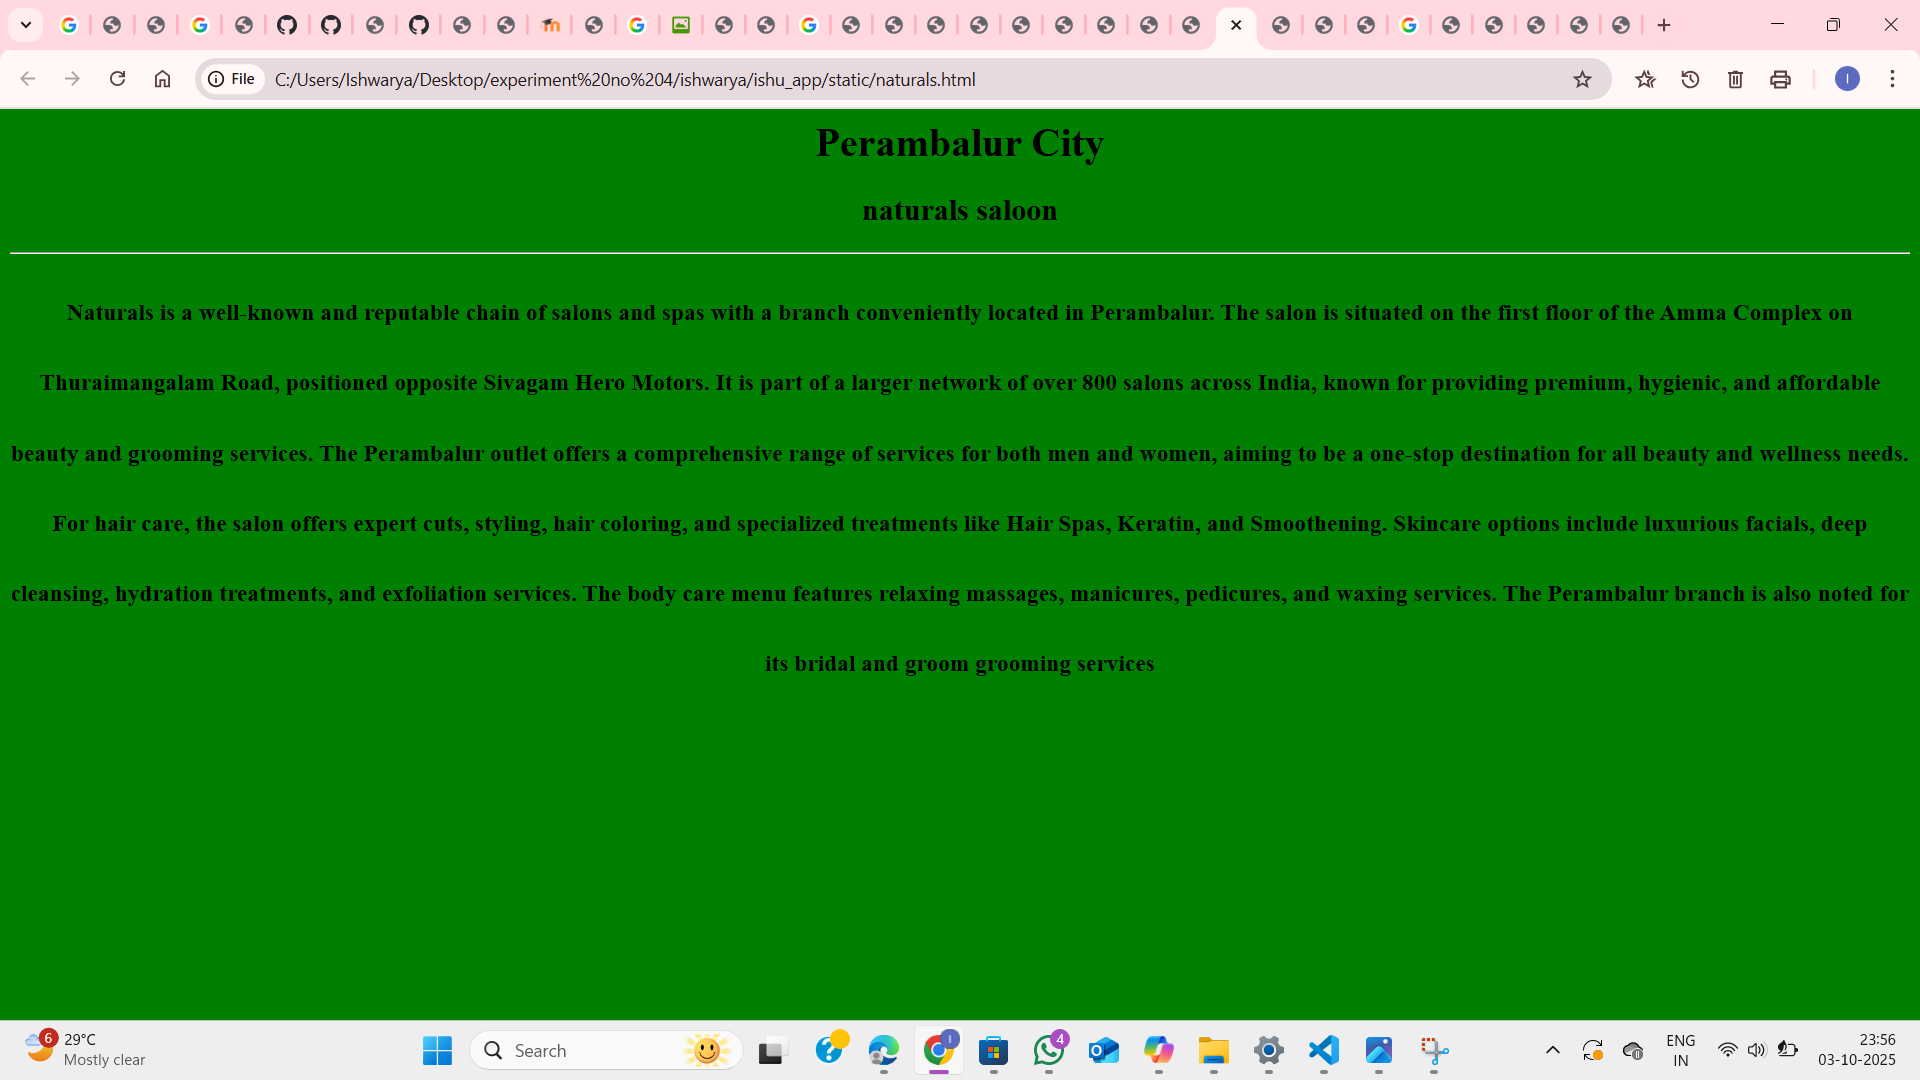 File
C:/Users/Ishwarya/Desktop/experiment%20no%204/ishwarya/ishu_app/static/naturals.html
I
Perambalur City
naturals saloon
Naturals is a well-known and reputable chain of salons and spas with a branch conveniently located in Perambalur. The salon is situated on the first floor of the Amma Complex on
Thuraimangalam Road, positioned opposite Sivagam Hero Motors. It is part of a larger network of over 800 salons across India, known for providing premium, hygienic, and affordable
beauty and grooming services. The Perambalur outlet offers a comprehensive range of services for both men and women, aiming to be a one-stop destination for all beauty and wellness needs.
For hair care, the salon offers expert cuts, styling, hair coloring, and specialized treatments like Hair Spas, Keratin, and Smoothening. Skincare options include luxurious facials, deep
cleansing, hydration treatments, and exfoliation services. The body care menu features relaxing massages, manicures, pedicures, and waxing services. The Perambalur branch is also noted for
its bridal and groom grooming services
6
29°C
Mostly clear
Search
I
4
ENG
IN
23:56
03-10-2025